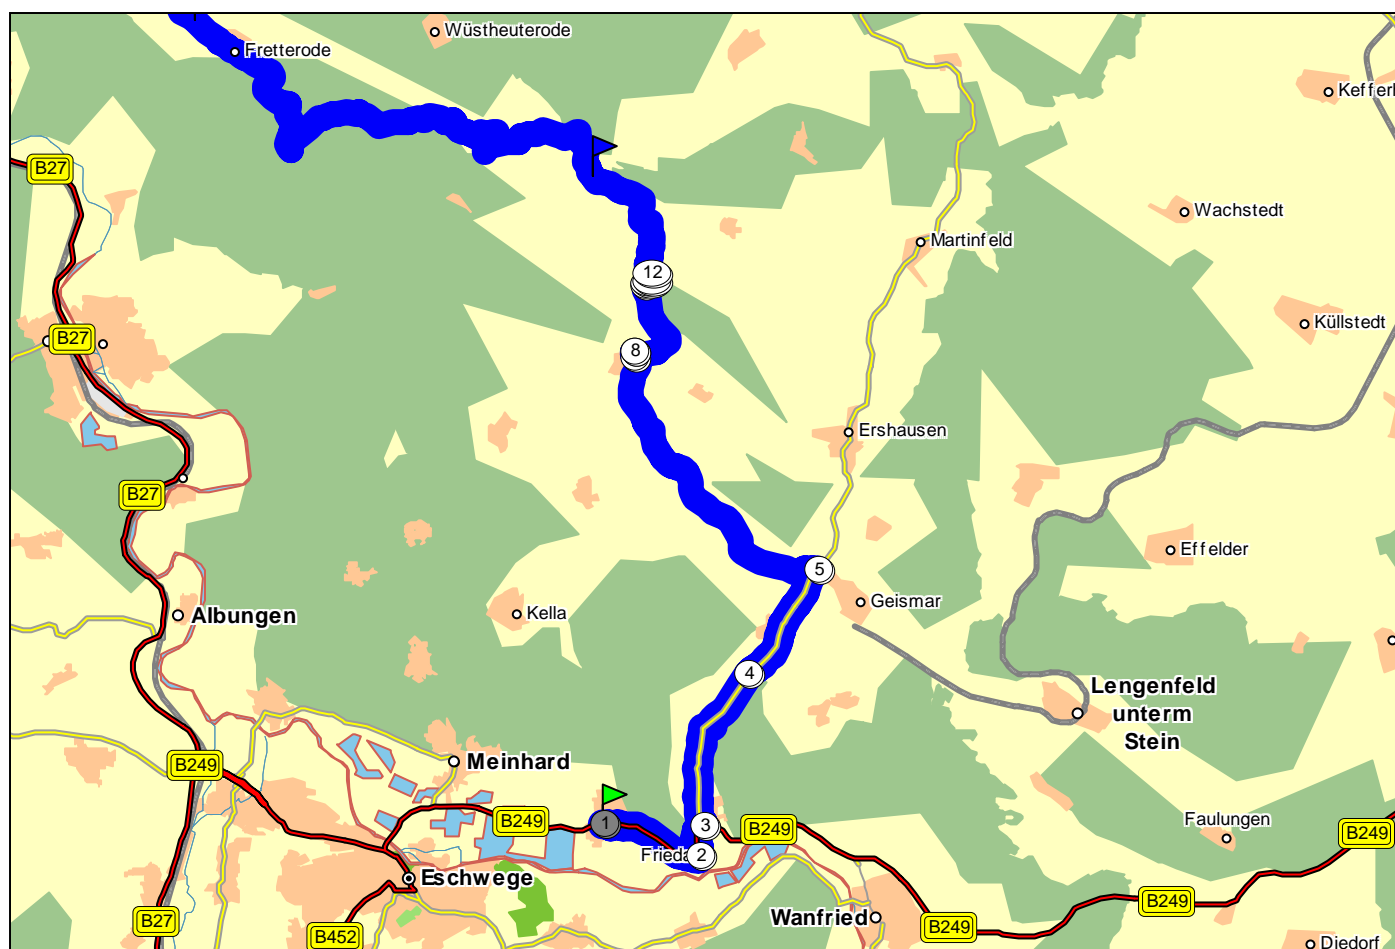 Wüstheuterode
Fretterode
B27
Wachstedt
Martinfeld
12
Küllstedt
B27
8
Ershausen
B27
Effelder
5
Geismar
Albungen
Kella
4
Lengenfeld
unterm
Stein
B249
Meinhard
1
B249
3
B249
Faulungen
B249
Frieda
2
Eschwege
B249
Wanfried
B27
B452
B249
Diedorf